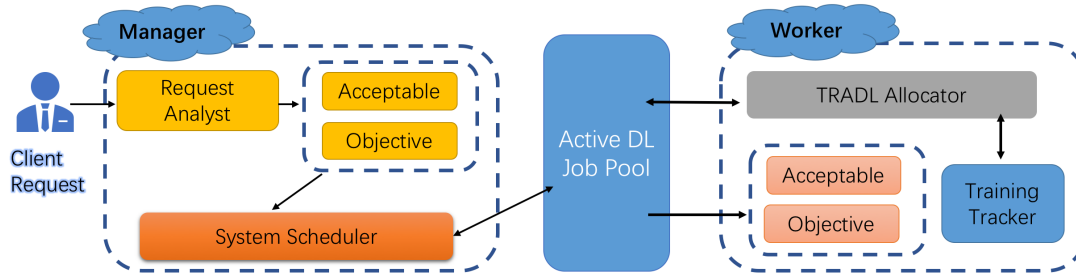 Manager
Client
Request
Request
Analyst
Acceptable
Objective
System Scheduler
Active DL
Job Pool
Worker
TRADL Allocator
Acceptable
Objective
Training
Tracker